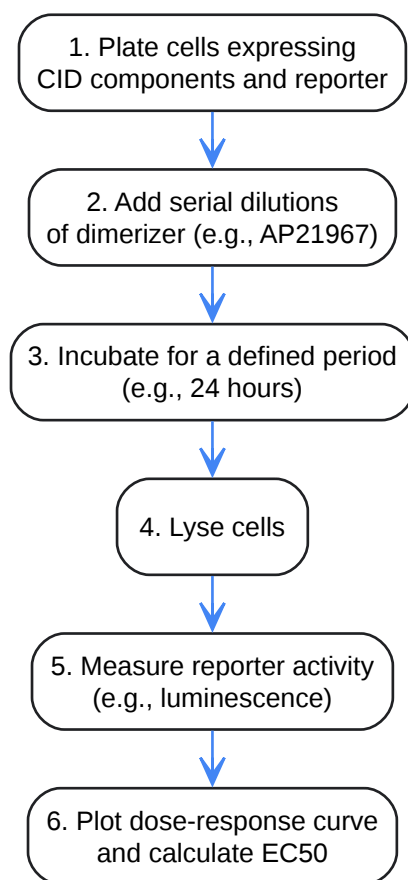 1. Plate cells expressing
CID components and reporter
2. Add serial dilutions
of dimerizer (e.g., AP21967)
3. Incubate for a defined period
(e.g., 24 hours)
4. Lyse cells
5. Measure reporter activity
(e.g., luminescence)
6. Plot dose-response curve
and calculate EC50